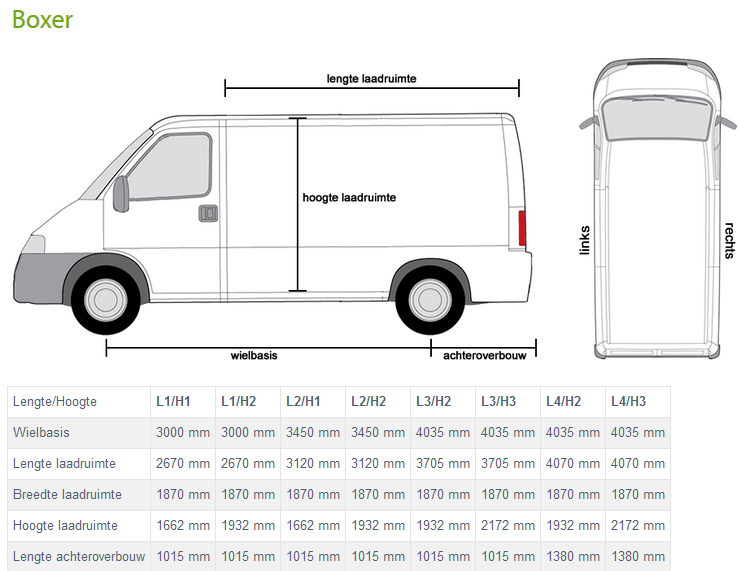 Boxer
lengte laadruimte
hoogte laadruimte
links
rechts
wielbasis
achteroverbouw
Lengte/Hoogte L1/H1 L1/H2 L2/H1 L2/H2 L3/H2 L3/H3 L4/H2 L4/H3
Wielbasis 3000 mm 3000 mm 3450 mm 3450 mm 4035 mm 4035 mm 4035 mm 4035 mm
Lengte laadruimte 2670 mm 2670 mm 3120 mm 3120 mm 3705 mm 3705 mm 4070 mm 4070 mm
Breedte laadruimte 1870 mm 1870 mm 1870 mm 1870 mm 1870 mm 1870 mm 1870 mm 1870 mm
Hoogte laadruimte 1662 mm 1932 mm 1662 mm 1932 mm 1932 mm 2172 mm 1932 mm 2172 mm
Lengte achteroverbouw 1015 mm 1015 mm 1015 mm 1015 mm 1015 mm 1015 mm 1380 mm 1380 mm